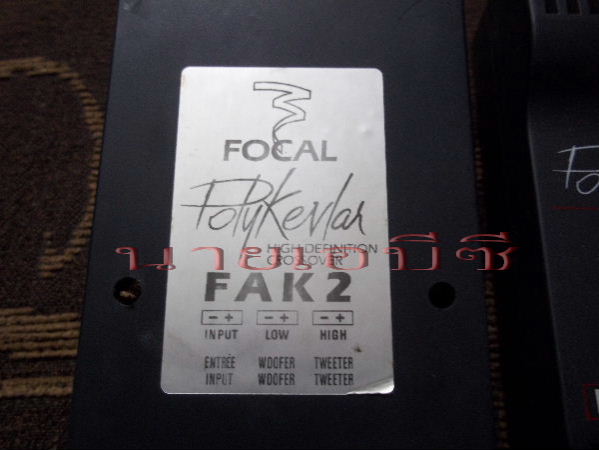 FOCAL
PolyKevlar
HIGH-DEFINITION
CROSSOVER
นายเอบีซี
FAK2
- + - + - +
INPUT LOW HIGH
ENTRÉE WOOFER TWEETER
INPUT WOOFER TWEETER